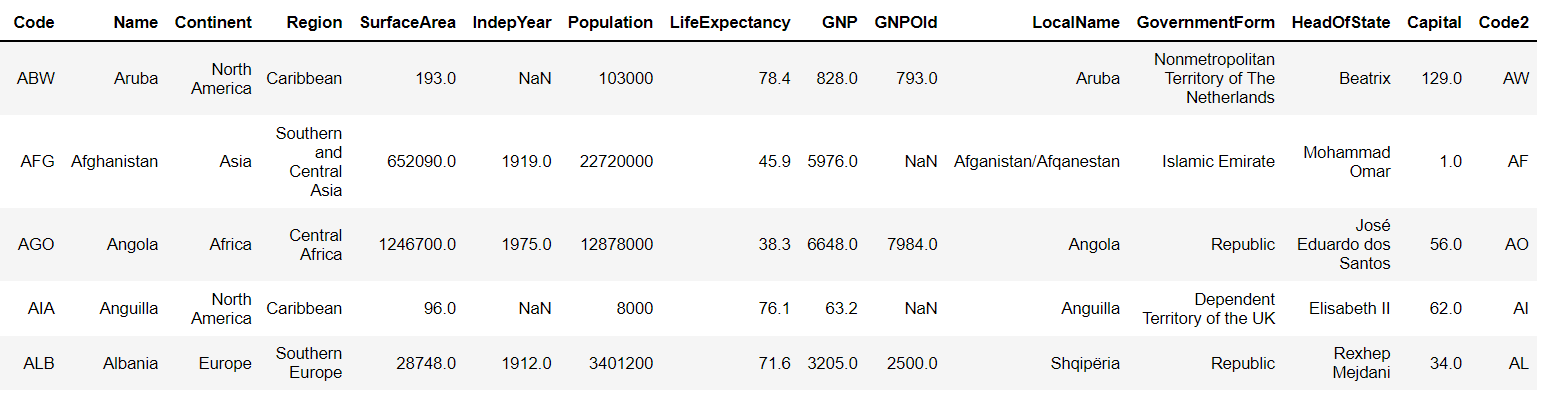 Code Name Continent Region SurfaceArea IndepYear Population LifeExpectancy GNP GNPOld LocalName GovernmentForm HeadOfState Capital Code2
ABW Aruba North America Caribbean 193.0 NaN 103000 78.4 828.0 793.0 Aruba Nonmetropolitan Territory of The Netherlands Beatrix 129.0 AW
AFG Afghanistan Asia Southern and Central Asia 652090.0 1919.0 22720000 45.9 5976.0 NaN Afganistan/Afqanestan Islamic Emirate Mohammad Omar 1.0 AF
AGO Angola Africa Central Africa 1246700.0 1975.0 12878000 38.3 6648.0 7984.0 Angola Republic José Eduardo dos Santos 56.0 AO
AIA Anguilla North America Caribbean 96.0 NaN 8000 76.1 63.2 NaN Anguilla Dependent Territory of the UK Elisabeth II 62.0 AI
ALB Albania Europe Southern Europe 28748.0 1912.0 3401200 71.6 3205.0 2500.0 Shqipëria Republic Rexhep Mejdani 34.0 AL